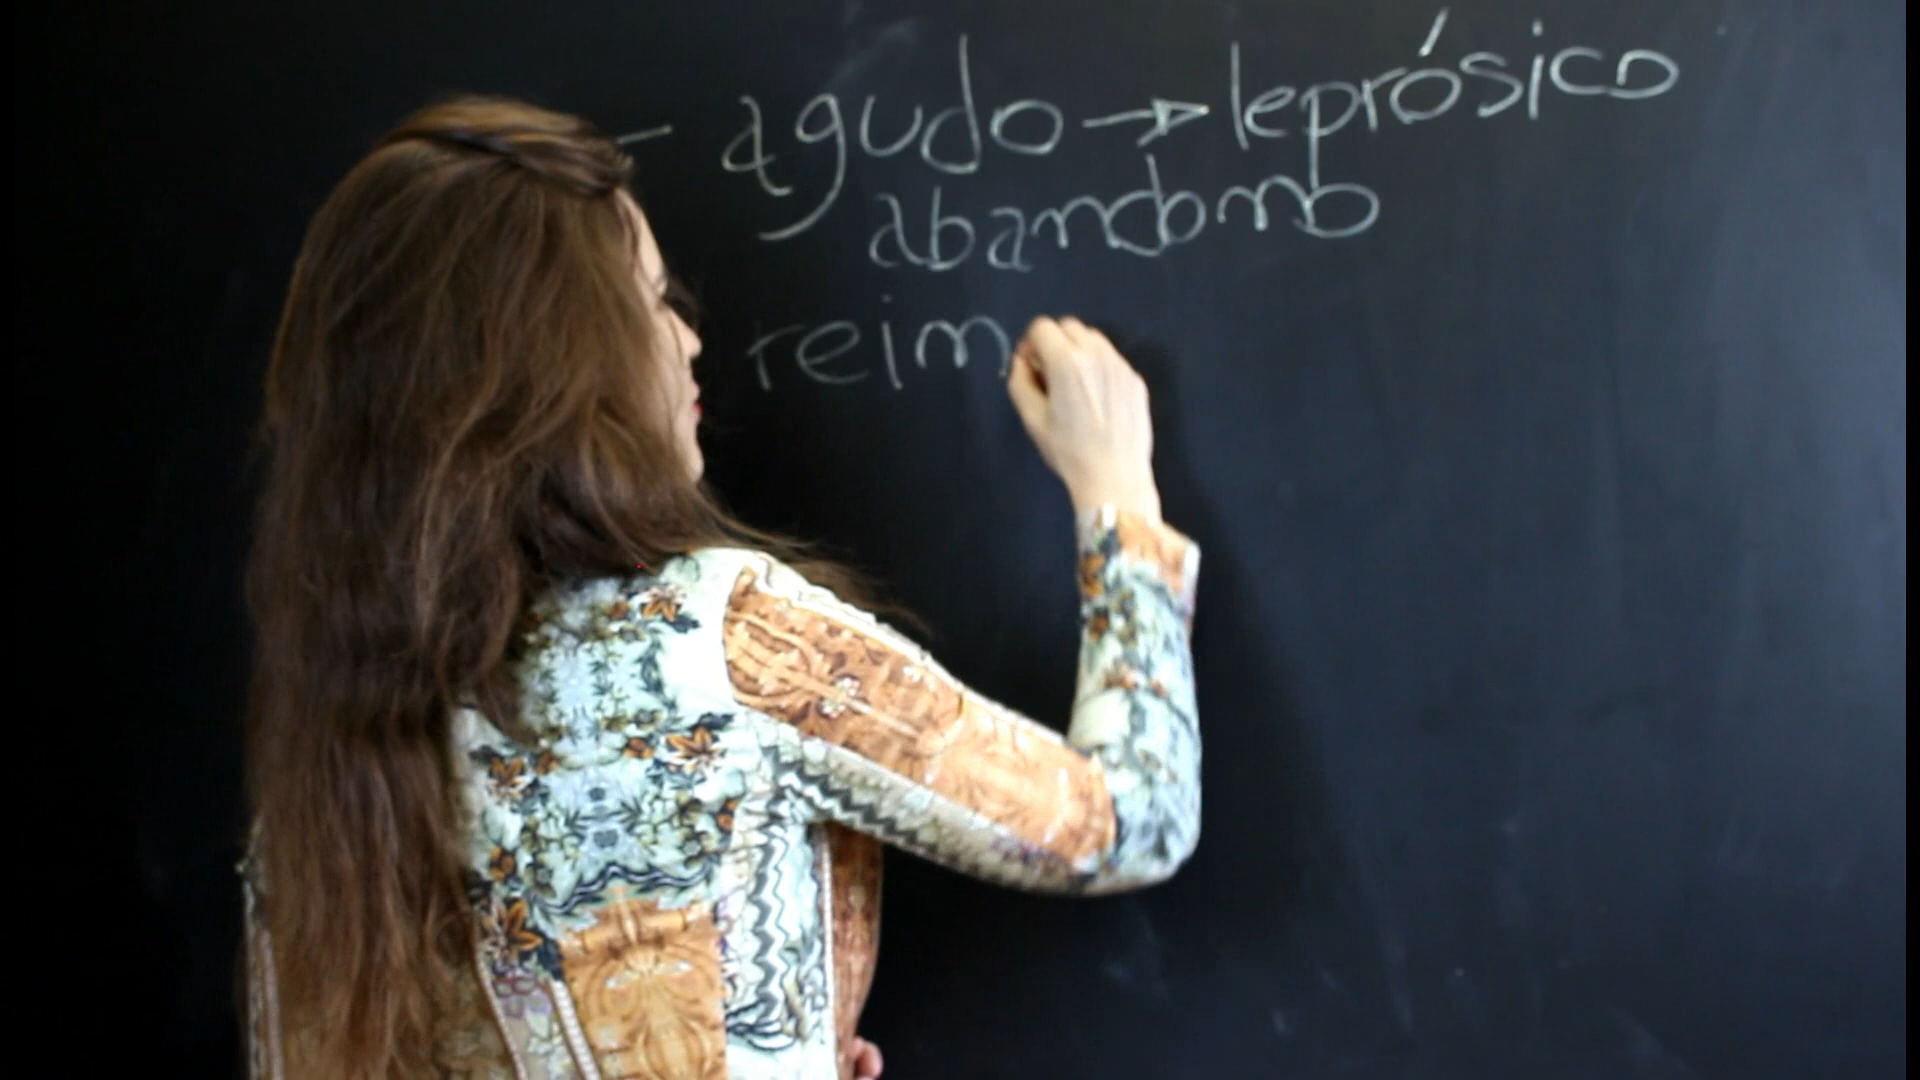 – agudo → leprósico
abandono
reim